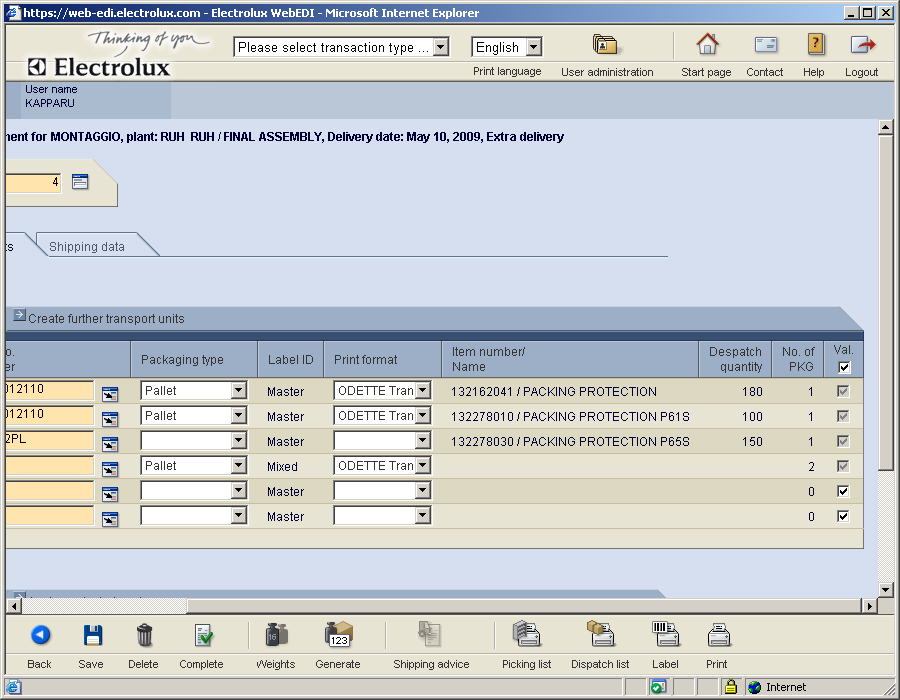 https://web-edi.electrolux.com - Electrolux WebEDI - Microsoft Internet Explorer
Thinking of you
Electrolux
Please select transaction type ...
English
Print language
User administration
Start page
Contact
Help
Logout
User name
KAPPARU
ment for MONTAGGIO, plant: RUH RUH / FINAL ASSEMBLY, Delivery date: May 10, 2009, Extra delivery
4
ts
Shipping data
Create further transport units
o.
er
Packaging type
Label ID
Print format
Item number/
Name
Despatch
quantity
No. of
PKG
Val.
012110 Pallet Master ODETTE Tran 132162041 / PACKING PROTECTION 180 1
012110 Pallet Master ODETTE Tran 132278010 / PACKING PROTECTION P61S 100 1
2PL Master 132278030 / PACKING PROTECTION P65S 150 1
Pallet Mixed ODETTE Tran 2
Master 0
Master 0
Back
Save
Delete
Complete
16
Weights
123
Generate
Shipping advice
Picking list
Dispatch list
Label
Print
Internet